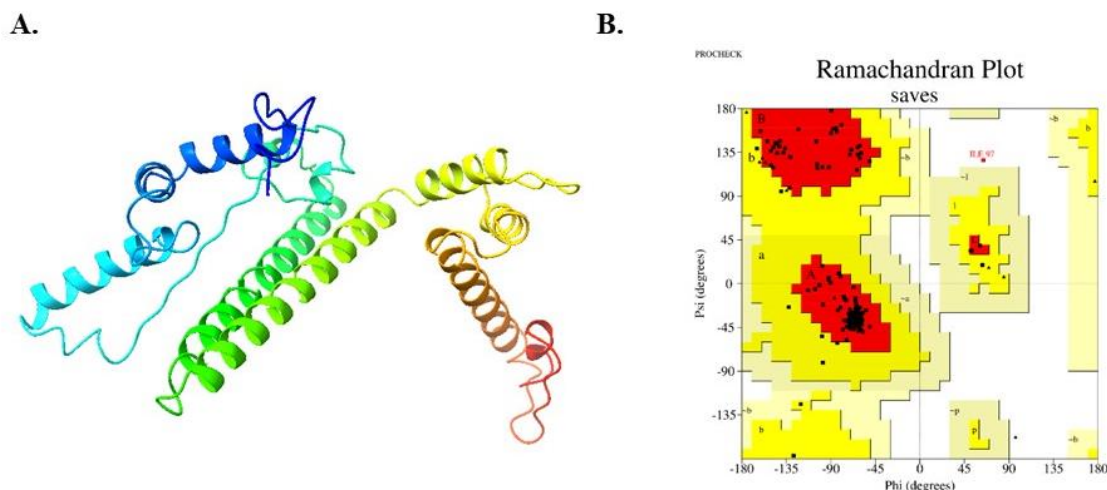 A.
B.
PROCHECK
Ramachandran Plot
saves
B
~b
~b
b
ILE 97
~l
l
L
a
A
~a
~b
~p
p
b
~b
180
135
90
45
0
-45
-90
-135
-180
-135
-90
-45
0
45
90
135
180
Psi (degrees)
Phi (degrees)